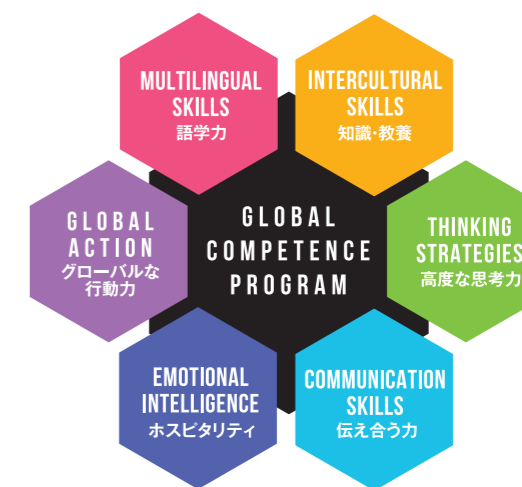 MULTILINGUAL
SKILLS
語学力
INTERCULTURAL
SKILLS
知識・教養
GLOBAL
ACTION
グローバルな
行動力
GLOBAL
COMPETENCE
PROGRAM
THINKING
STRATEGIES
高度な思考力
EMOTIONAL
INTELLIGENCE
ホスピタリティ
COMMUNICATION
SKILLS
伝え合う力